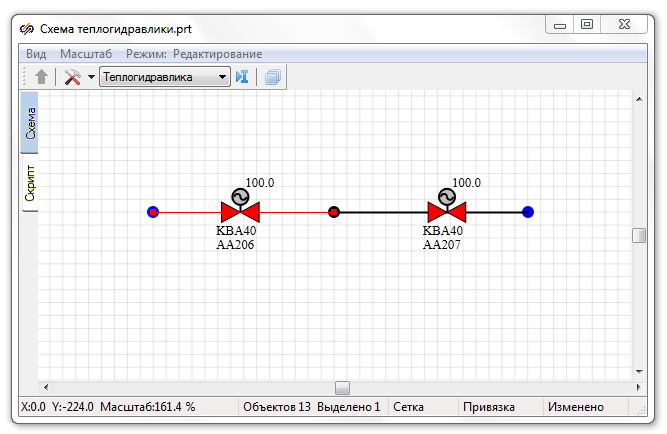 Схема теплогидравлики.prt
Вид Масштаб Режим: Редактирование
Теплогидравлика
Схема
Скрипт
100.0 100.0
KBA40 KBA40
AA206 AA207
X:0.0 Y:-224.0 Масштаб:161.4 % Объектов 13 Выделено 1 Сетка Привязка Изменено